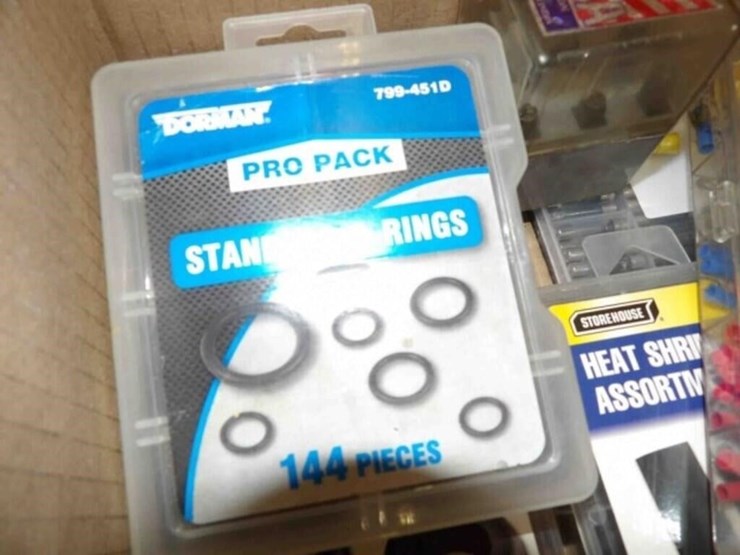 DORMAN
799-451D
PRO PACK
STAN RINGS
144 PIECES
STOREHOUSE
HEAT SHRI
ASSORTM